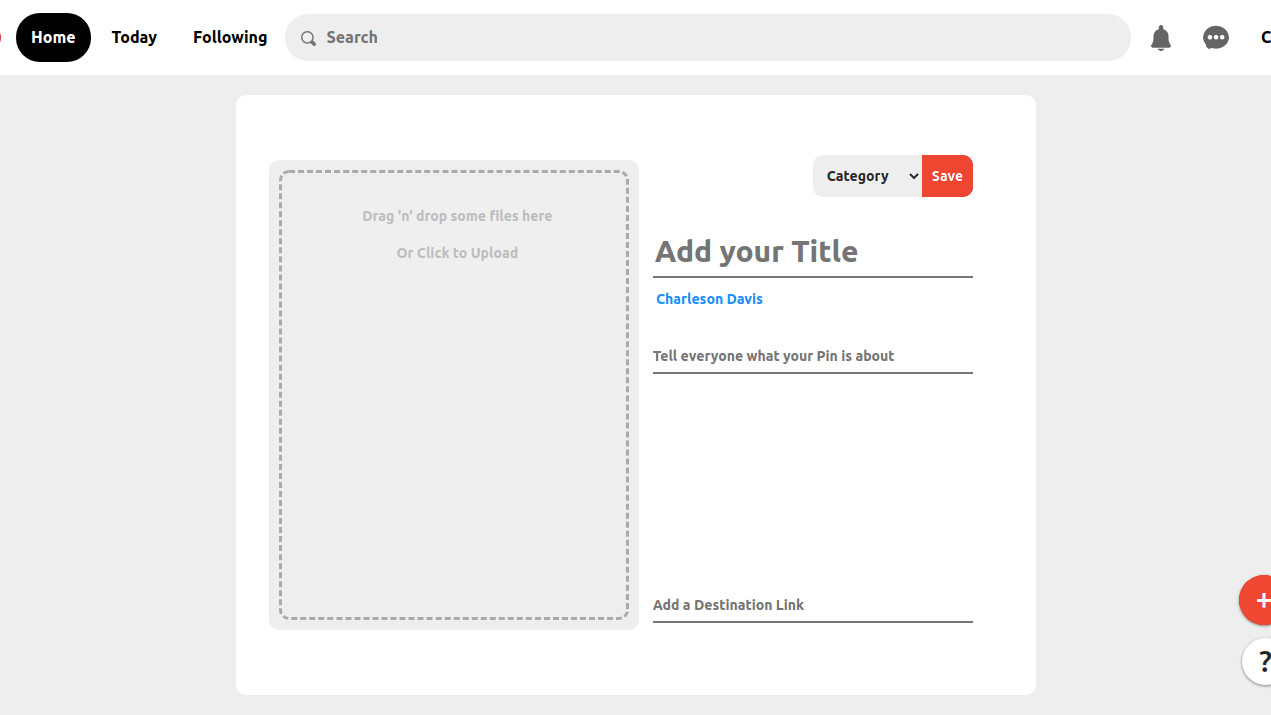 Home Today Following Search C
Category Save
Drag 'n' drop some files here
Or Click to Upload
Add your Title
Charleson Davis
Tell everyone what your Pin is about
Add a Destination Link
+
?